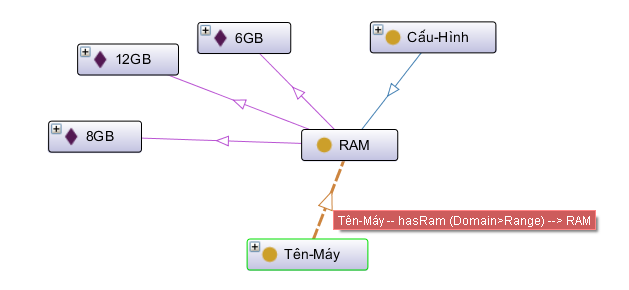 6GB
Cấu-Hình
12GB
8GB
RAM
Tên-Máy -- hasRam (Domain>Range) --> RAM
Tên-Máy